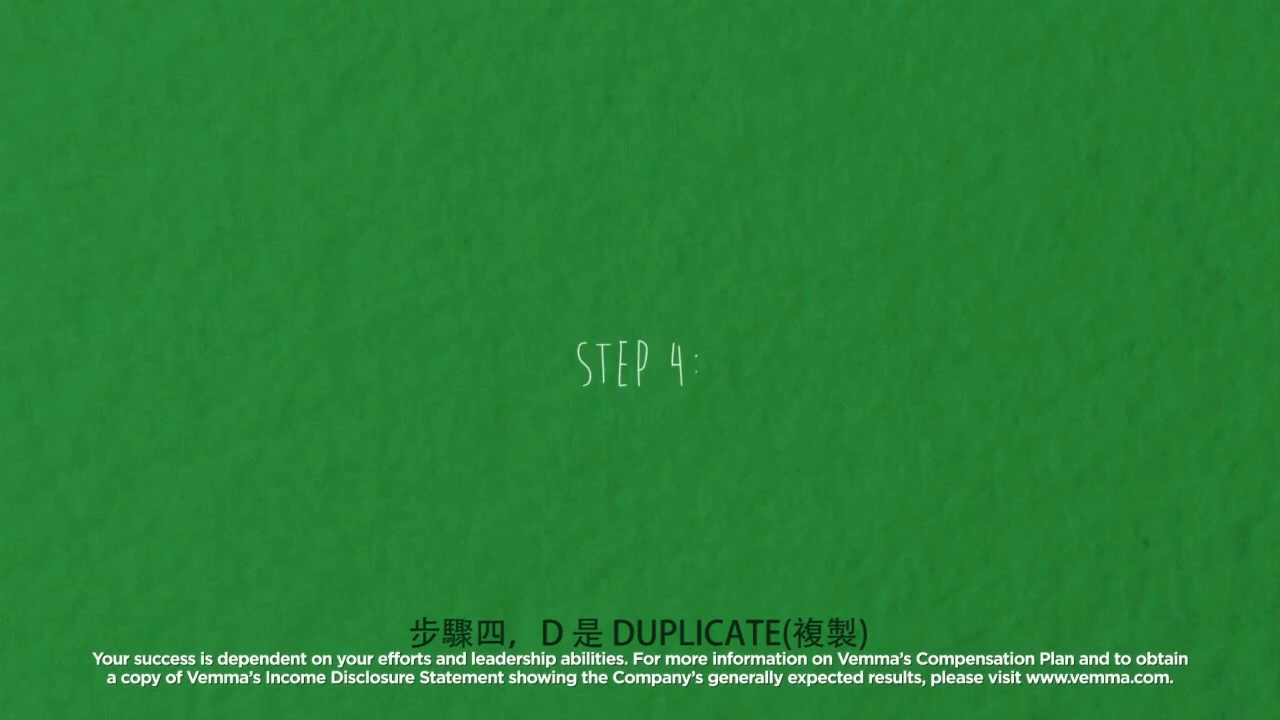 STEP 4:
步驟四，D 是 DUPLICATE(複製)
Your success is dependent on your efforts and leadership abilities. For more information on Vemma's Compensation Plan and to obtain
a copy of Vemma's Income Disclosure Statement showing the Company's generally expected results, please visit www.vemma.com.